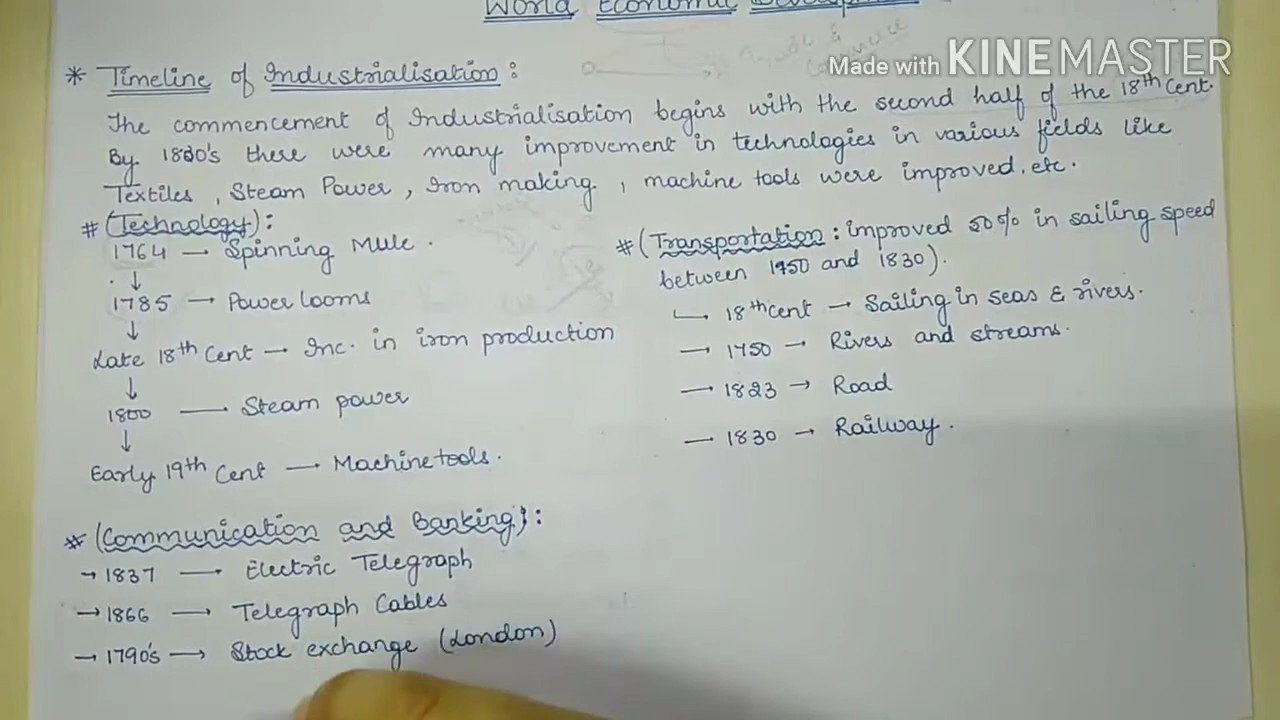 World Economic Develop
Made with KINEMASTER
* Timeline of Industrialisation :
The commencement of Industrialisation begins with the second half of the 18th Cent.
By 1800's there were many improvement in technologies in various fields like
Textiles, Steam Power, Iron making, machine tools were improved. etc.
# (Technology) :
1764 → Spinning Mule.
↓
1785 → Power looms
↓
Late 18th Cent → Inc. in iron production
↓
1800 → Steam power
↓
Early 19th Cent → Machine tools.
# (Transportation : improved 50% in sailing speed
between 1750 and 1830).
18th cent → Sailing in seas & rivers.
— 1750 → Rivers and streams.
— 1823 → Road
— 1830 → Railway.
* (Communication and Banking) :
→ 1837 → Electric Telegraph
→ 1866 → Telegraph Cables
→ 1790's → Stock exchange (London)